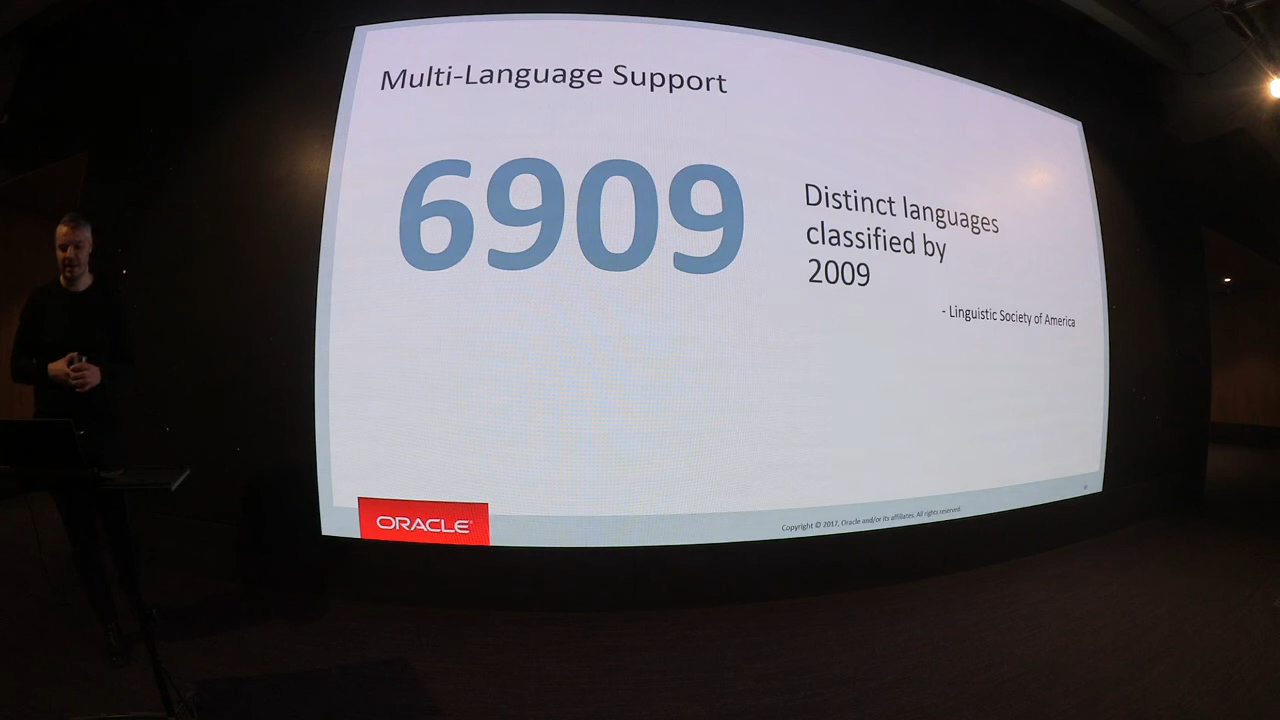 Multi-Language Support
6909
Distinct languages
classified by
2009
- Linguistic Society of America
ORACLE
Copyright © 2017, Oracle and/or its affiliates. All rights reserved.